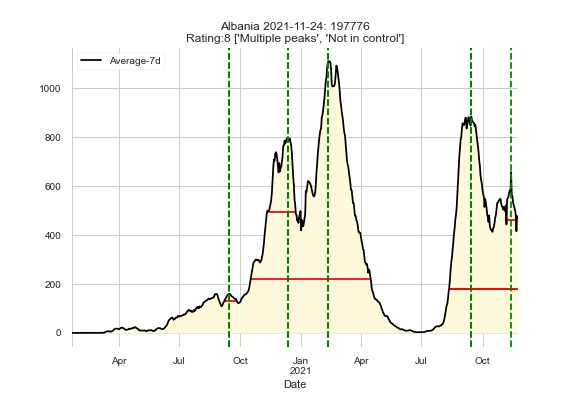 Albania 2021-11-24: 197776
Rating:8 ['Multiple peaks', 'Not in control']
Average-7d
1000
800
600
400
200
0
Apr Jul Oct Jan Apr Jul Oct
2021
Date